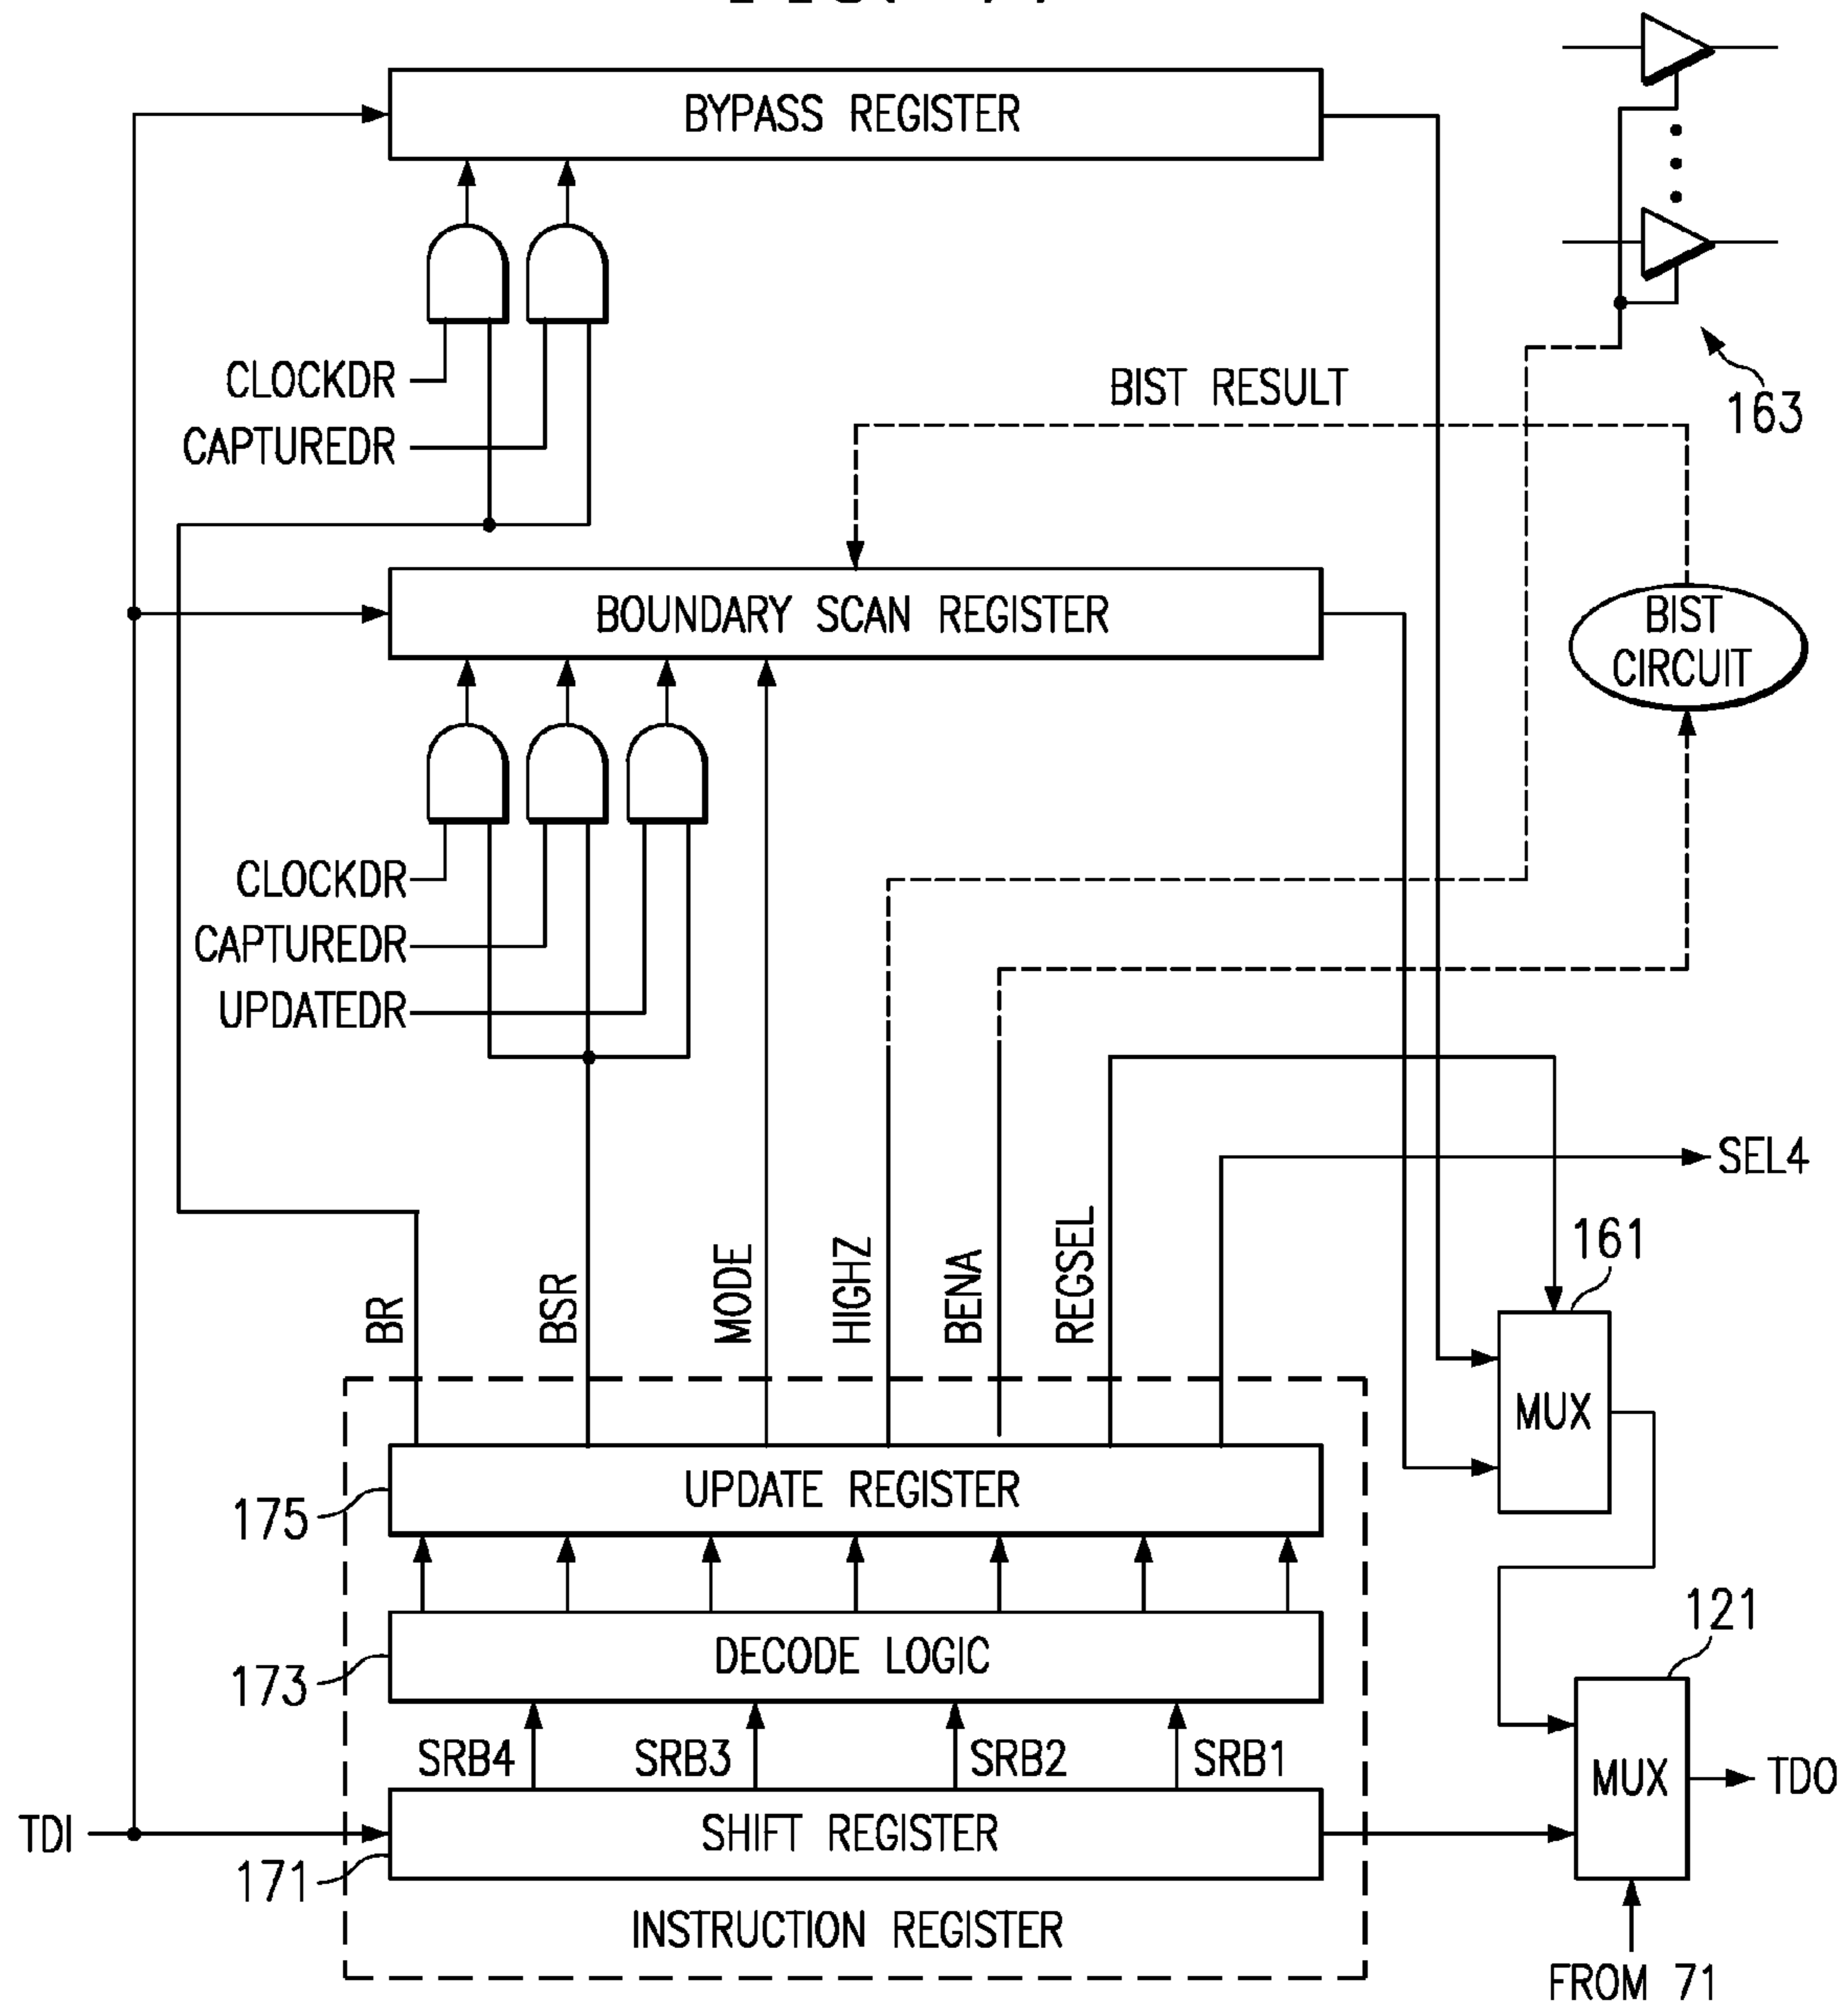 BYPASS REGISTER
CLOCKDR
CAPTUREDR
BIST RESULT
163
BOUNDARY SCAN REGISTER
BIST
CIRCUIT
CLOCKDR
CAPTUREDR
UPDATEDR
SEL4
BR
BSR
MODE
HIGHZ
BENA
REGSEL
161
MUX
UPDATE REGISTER
175
121
DECODE LOGIC
173
SRB4
SRB3
SRB2
SRB1
MUX
TDO
TDI
SHIFT REGISTER
171
INSTRUCTION REGISTER
FROM 71